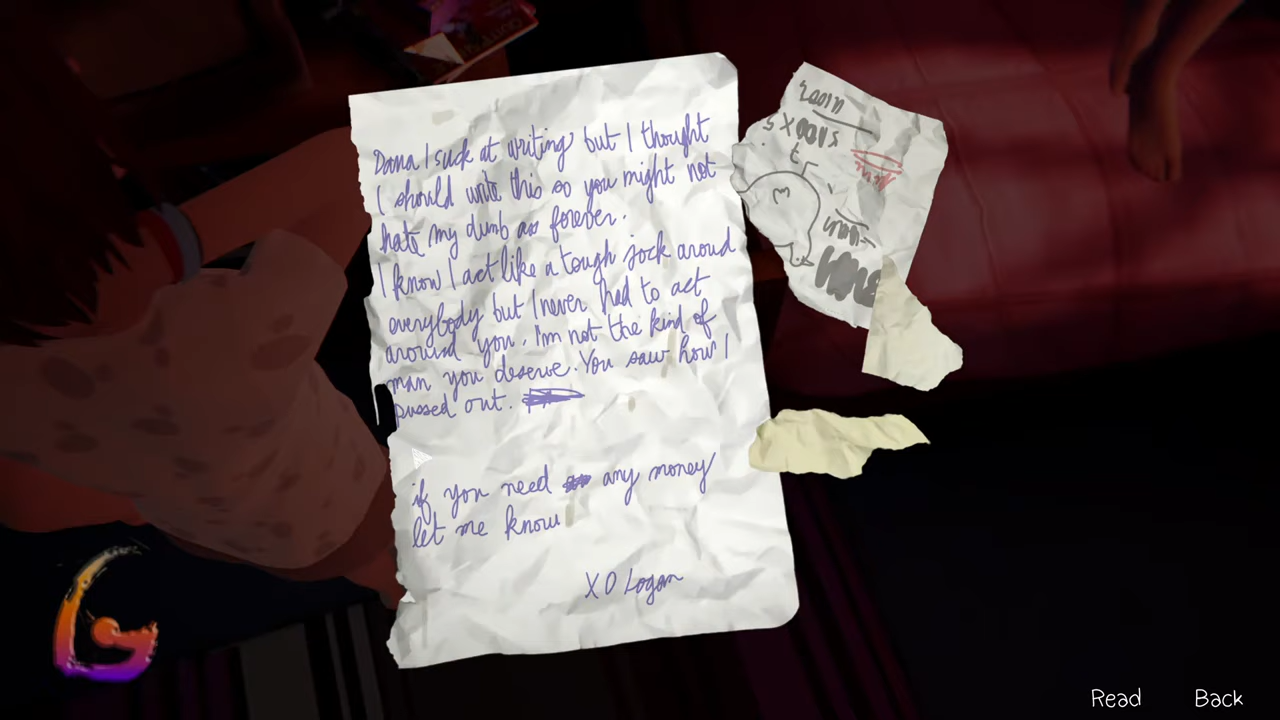 Dana I suck at writing but I thought
I should write this so you might not
hate my dumb ass forever.
I know I act like a tough jock aroud
everybody but I never had to act
around you. I'm not the kind of
man you deserve. You saw how I
pussed out.
if you need any money
let me know
XO Logan
Read
Back